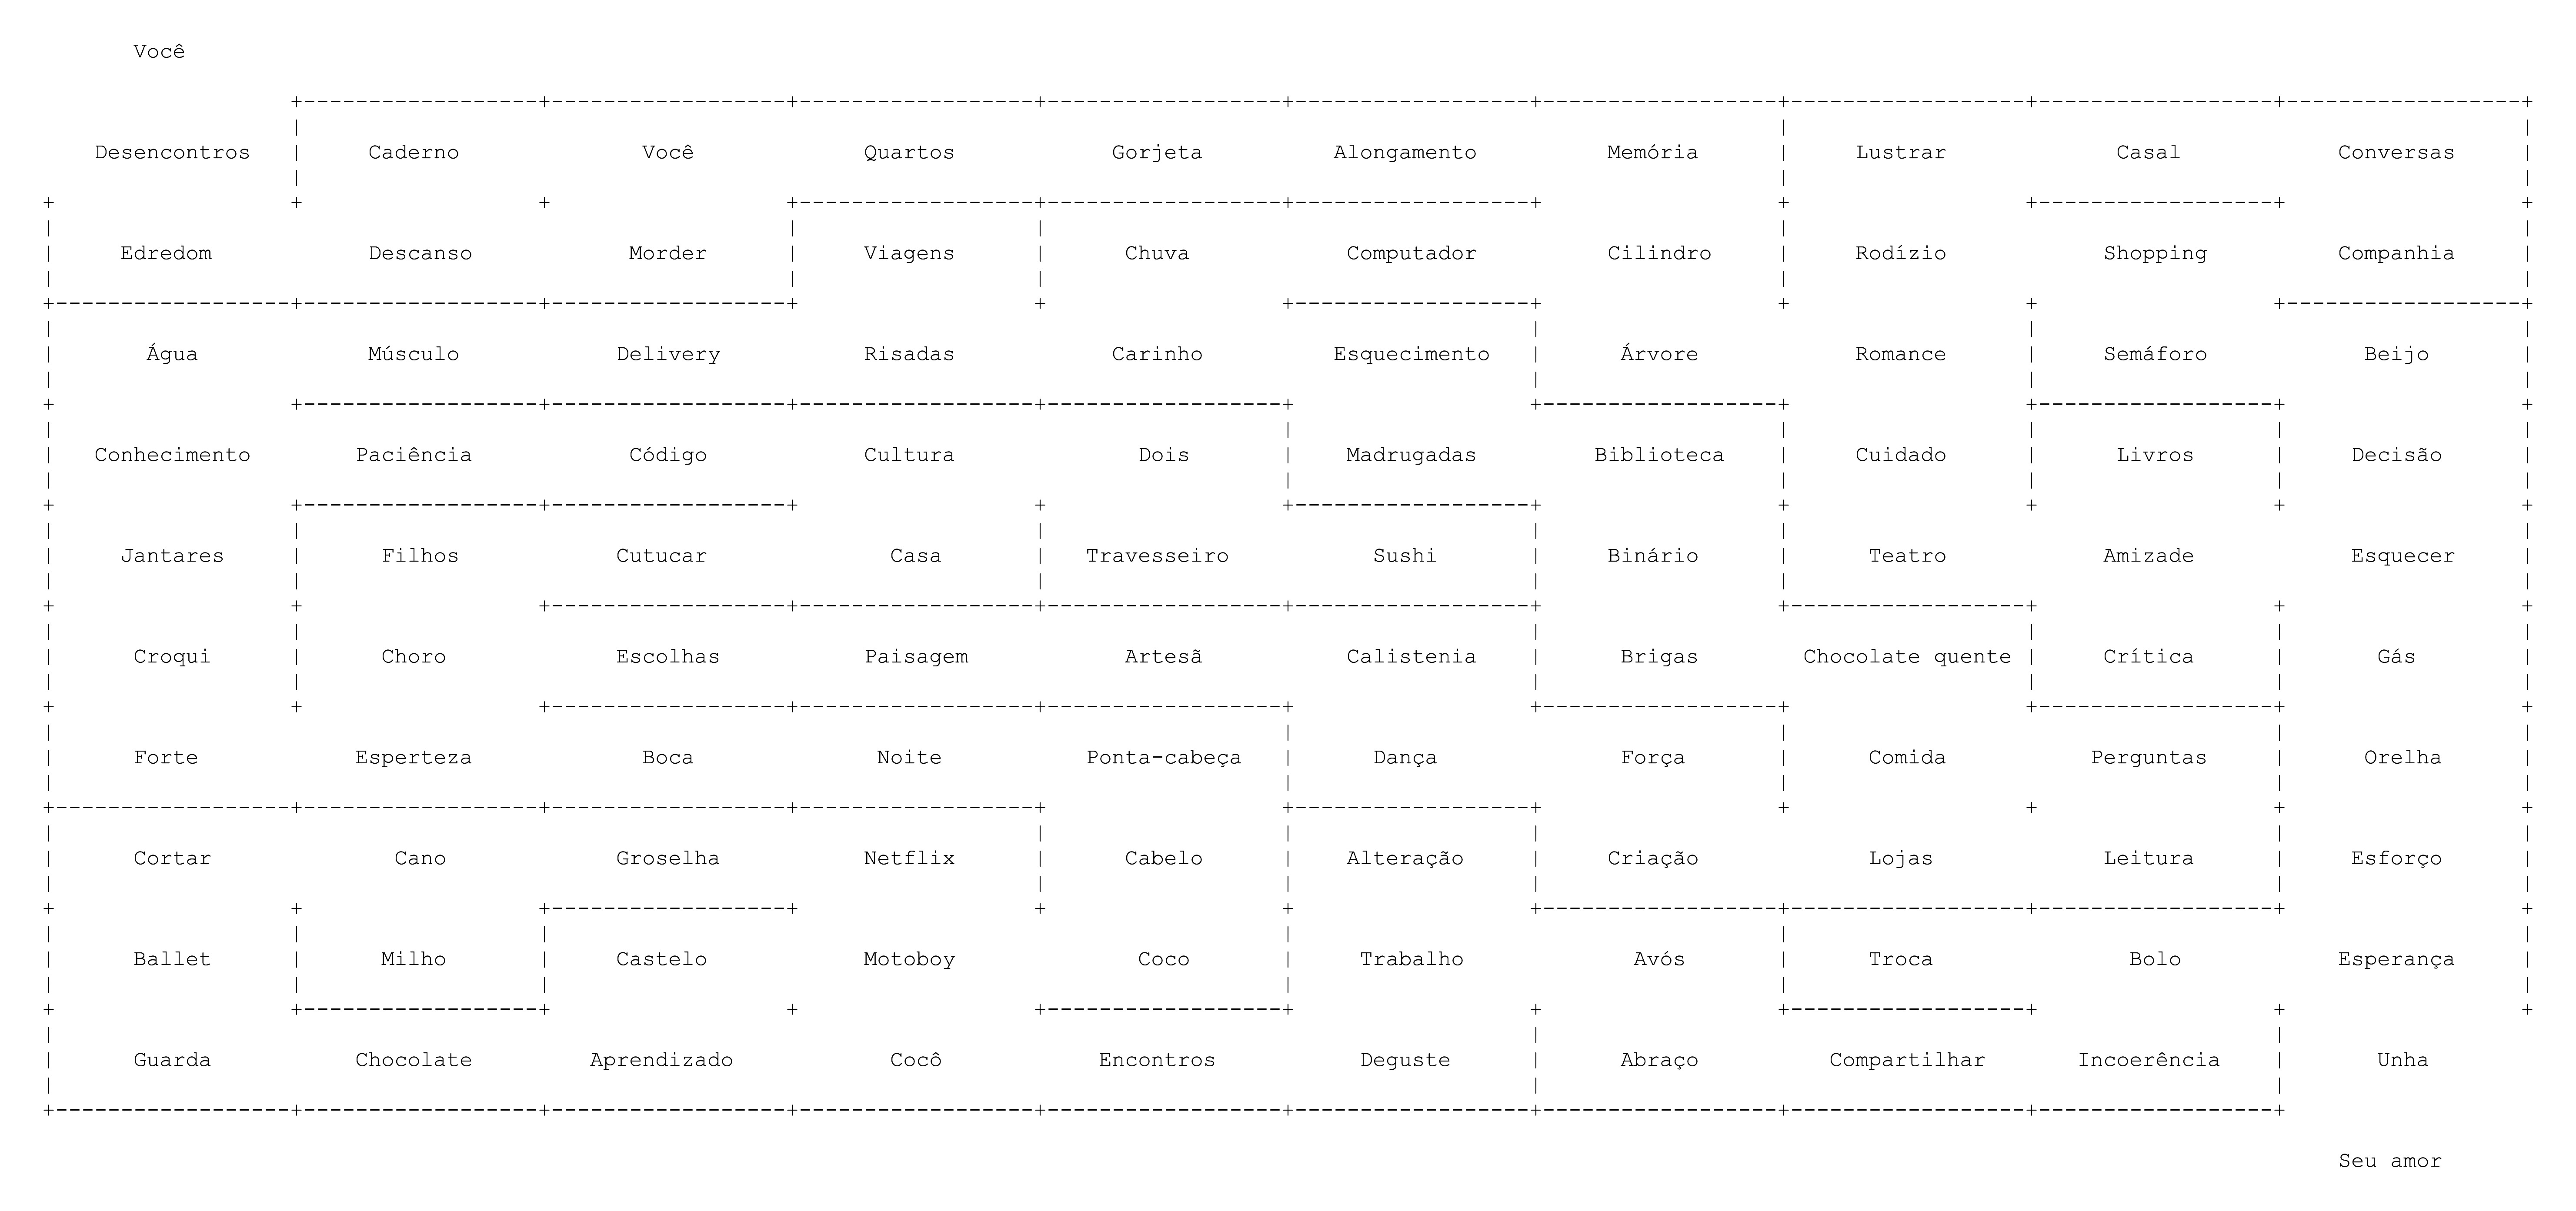 Você
Desencontros Caderno Você Quartos Gorjeta Alongamento Memória Lustrar Casal Conversas
Edredom Descanso Morder Viagens Chuva Computador Cilindro Rodízio Shopping Companhia
Água Músculo Delivery Risadas Carinho Esquecimento Árvore Romance Semáforo Beijo
Conhecimento Paciência Código Cultura Dois Madrugadas Biblioteca Cuidado Livros Decisão
Jantares Filhos Cutucar Casa Travesseiro Sushi Binário Teatro Amizade Esquecer
Croqui Choro Escolhas Paisagem Artesã Calistenia Brigas Chocolate quente Crítica Gás
Forte Esperteza Boca Noite Ponta-cabeça Dança Força Comida Perguntas Orelha
Cortar Cano Groselha Netflix Cabelo Alteração Criação Lojas Leitura Esforço
Ballet Milho Castelo Motoboy Coco Trabalho Avós Troca Bolo Esperança
Guarda Chocolate Aprendizado Cocô Encontros Deguste Abraço Compartilhar Incoerência Unha
Seu amor